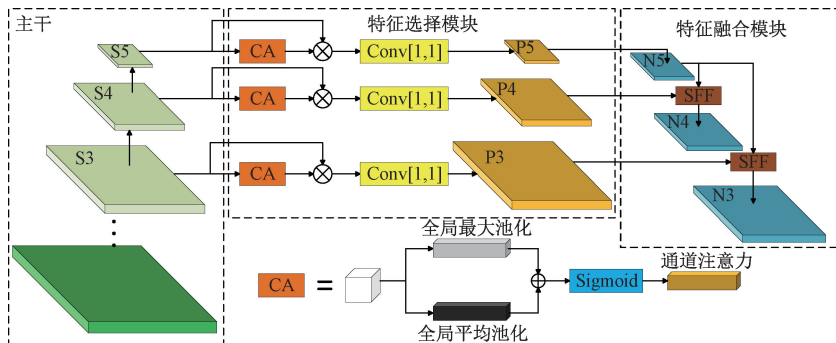 主干
特征选择模块
特征融合模块
S5
CA
Conv[1,1]
P5
N5
S4
CA
Conv[1,1]
P4
SFF
N4
S3
CA
Conv[1,1]
P3
SFF
N3
全局最大池化
CA
=
Sigmoid
通道注意力
全局平均池化